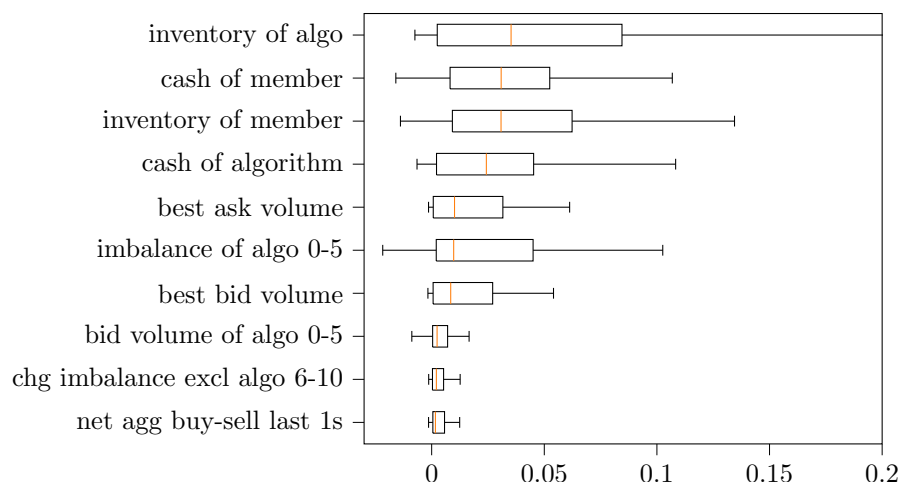 inventory of algo
cash of member
inventory of member
cash of algorithm
best ask volume
imbalance of algo 0-5
best bid volume
bid volume of algo 0-5
chg imbalance excl algo 6-10
net agg buy-sell last 1s
0 0.05 0.1 0.15 0.2